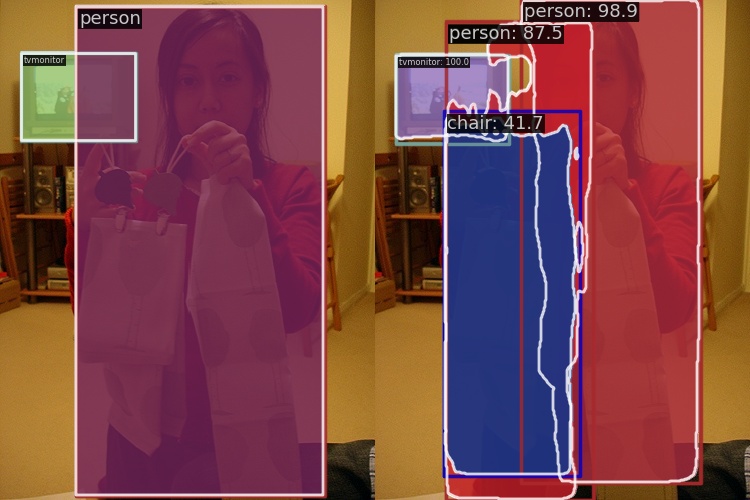 person
tvmonitor
person: 98.9
person: 87.5
tvmonitor: 100.0
chair: 41.7